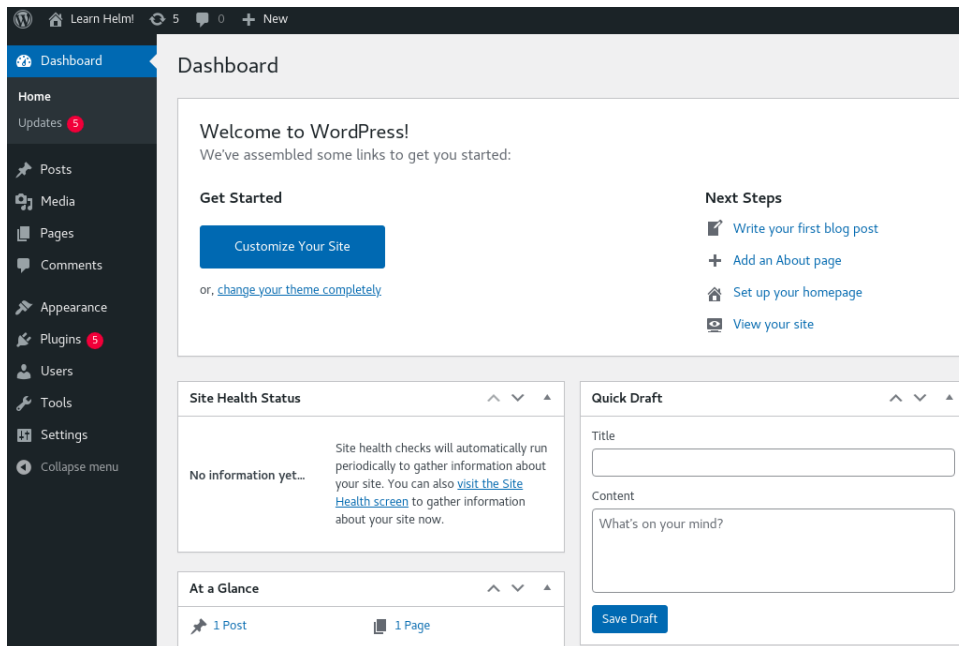 Learn Helm! 5 0 New
Dashboard
Home
Updates 5
Posts
Media
Pages
Comments
Appearance
Plugins 5
Users
Tools
Settings
Collapse menu
Dashboard
Welcome to WordPress!
We've assembled some links to get you started:
Get Started
Customize Your Site
or, change your theme completely
Next Steps
Write your first blog post
Add an About page
Set up your homepage
View your site
Site Health Status
No information yet...
Site health checks will automatically run
periodically to gather information about
your site. You can also visit the Site
Health screen to gather information
about your site now.
At a Glance
1 Post
1 Page
Quick Draft
Title
Content
What's on your mind?
Save Draft